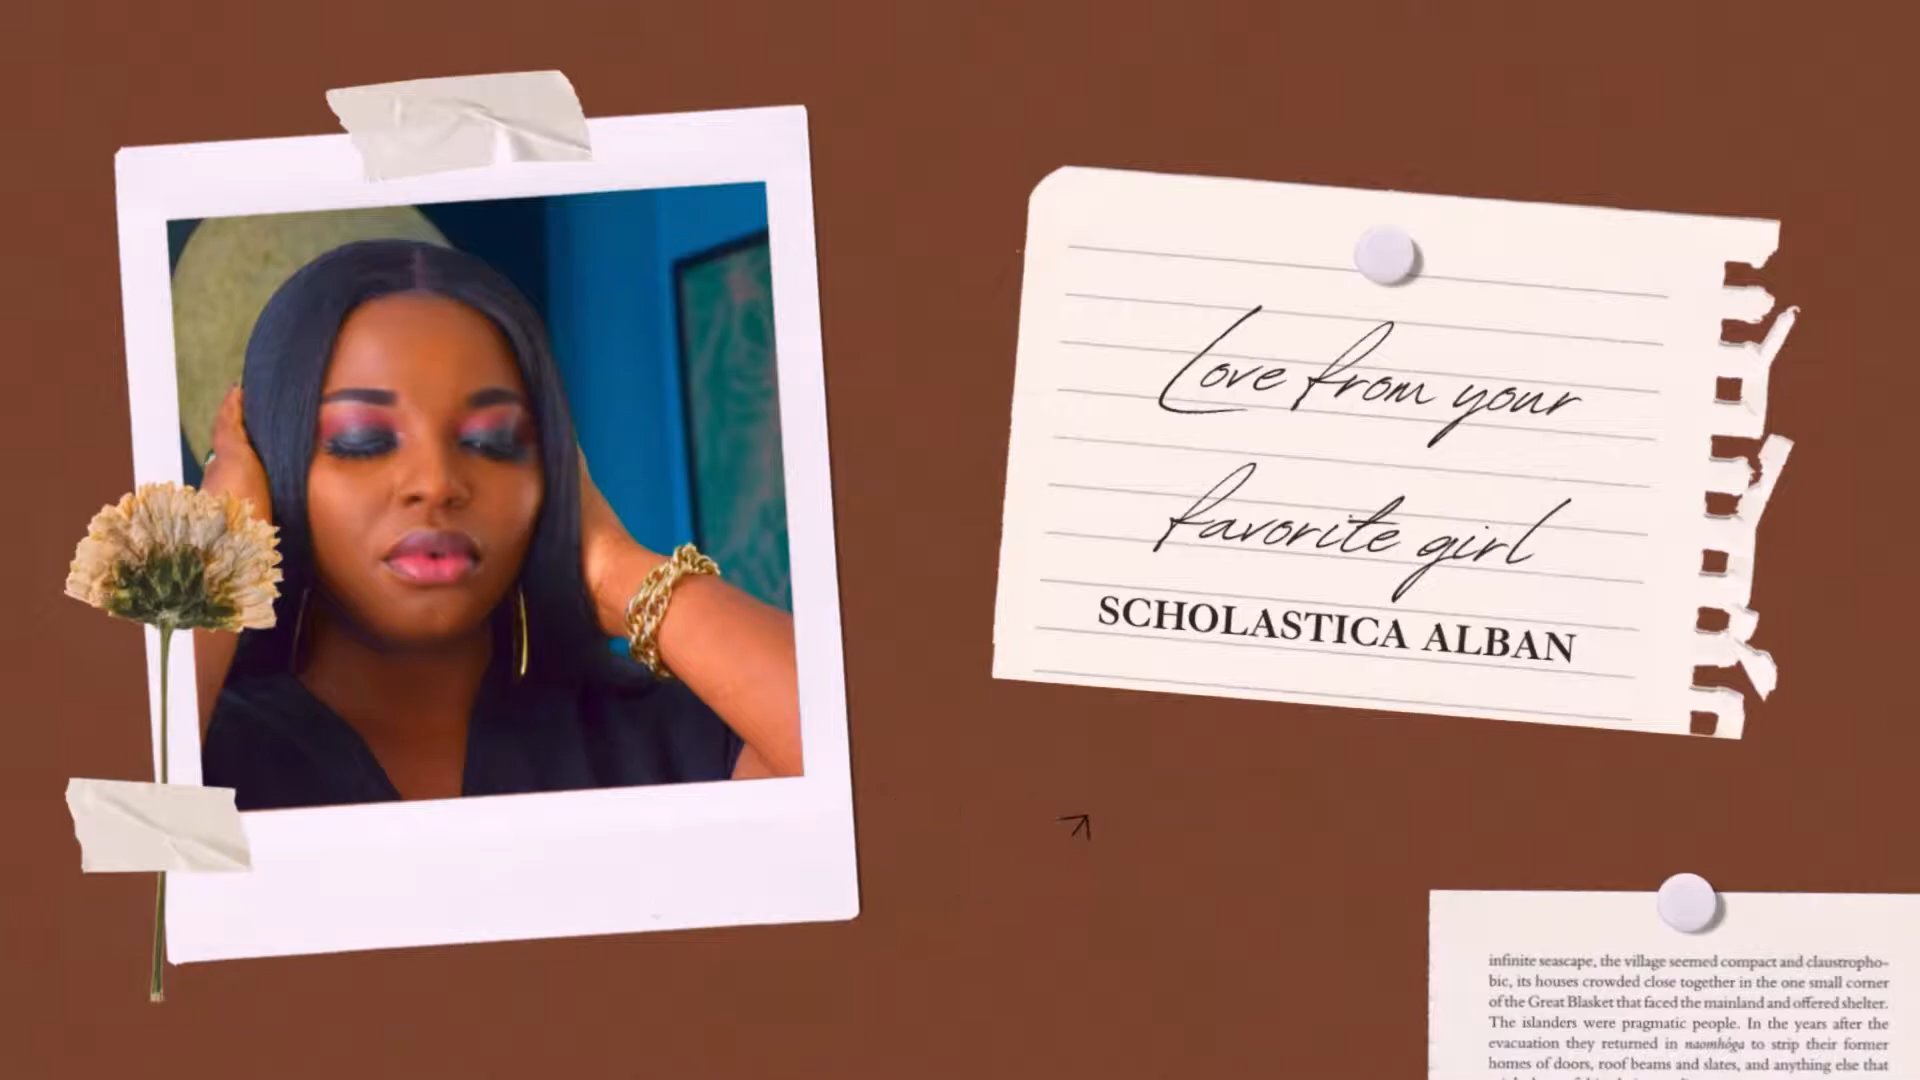 Love from your
favorite girl
SCHOLASTICA ALBAN
infinite seascape, the village seemed compact and claustropho-
bic, its houses crowded close together in the one small corner
of the Great Blasket that faced the mainland and offered shelter.
The islanders were pragmatic people. In the years after the
evacuation they returned in naomhóga to strip their former
homes of doors, roof beams and slates, and anything else that